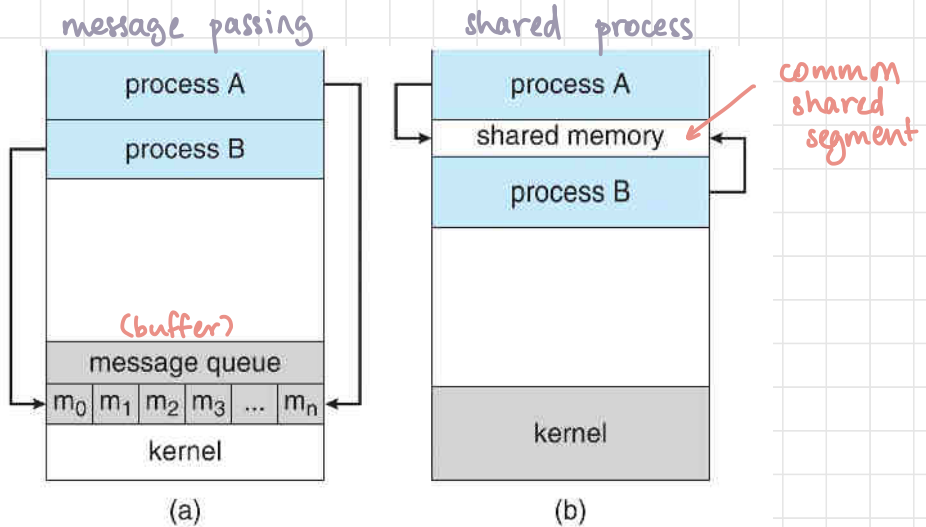 message passing
process A
process B
(buffer)
message queue
m₀ m₁ m₂ m₃ ... mₙ
kernel
(a)
shared process
process A
shared memory
process B
kernel
(b)
common
shared
segment